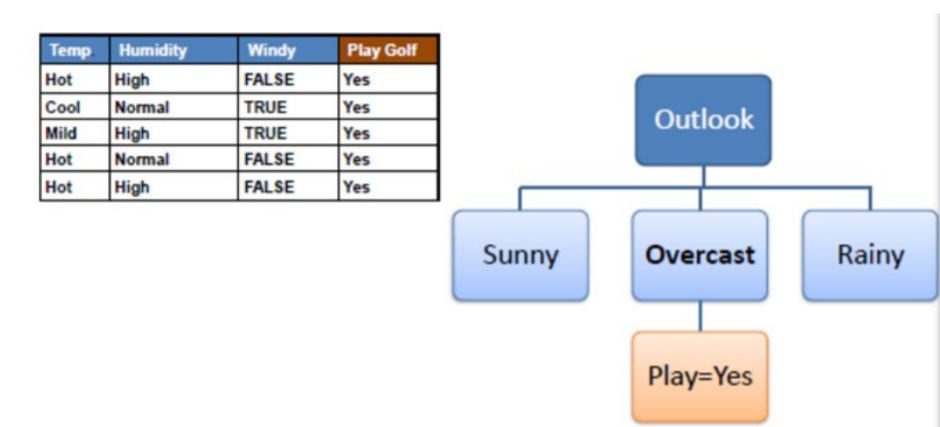 Temp. Humidity Windy Play Golf
Hot High FALSE Yes
Cool Normal TRUE Yes
Mild High TRUE Yes
Hot Normal FALSE Yes
Hot High FALSE Yes
Outlook
Sunny Overcast Rainy
Play=Yes